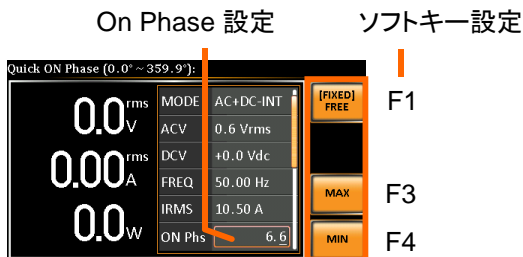 On Phase 設定
ソフトキー設定
Quick ON Phase (0.0°~359.9°):
0.0 rms V
0.00 rms A
0.0 W
MODE AC+DC-INT
ACV 0.6 Vrms
DCV +0.0 Vdc
FREQ 50.00 Hz
IRMS 10.50 A
ON Phs 6.6
[FIXED]
FREE
F1
MAX
F3
MIN
F4